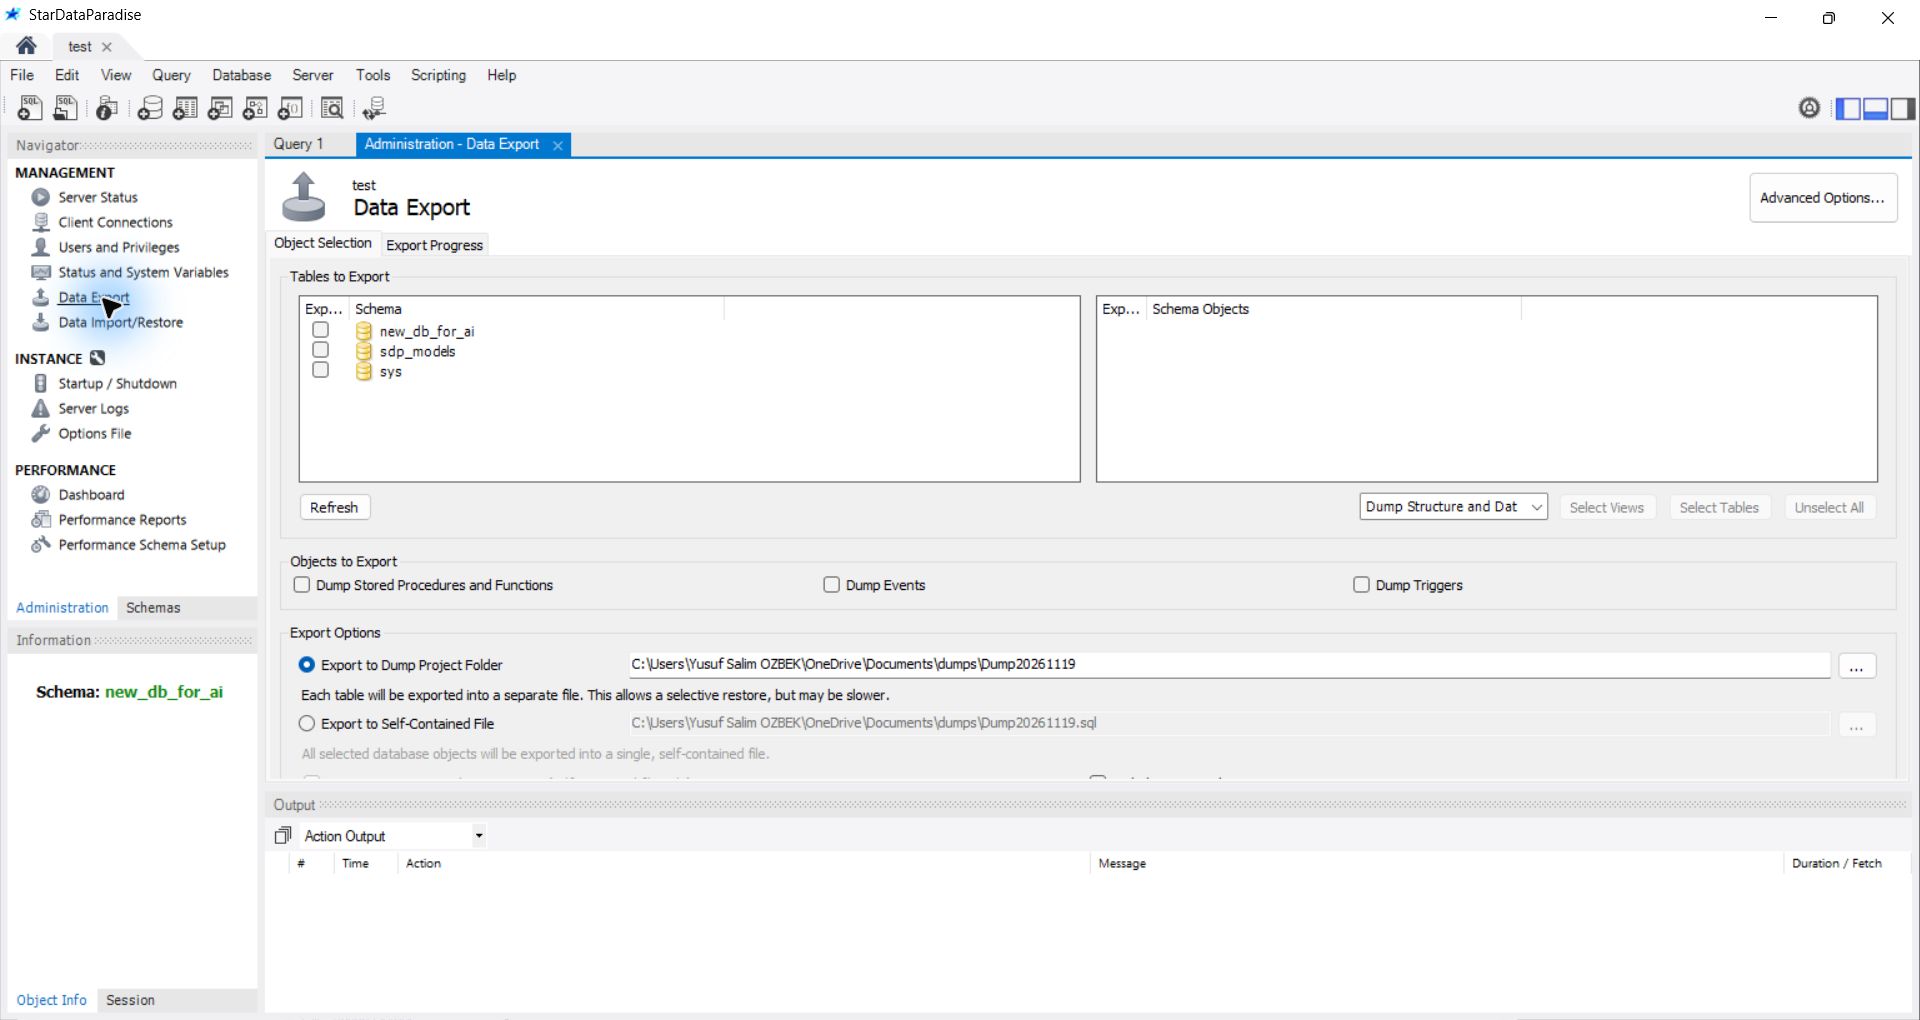 StarDataParadise
test
File Edit View Query Database Server Tools Scripting Help
Navigator
MANAGEMENT
Server Status
Client Connections
Users and Privileges
Status and System Variables
Data Export
Data Import/Restore
INSTANCE
Startup / Shutdown
Server Logs
Options File
PERFORMANCE
Dashboard
Performance Reports
Performance Schema Setup
Administration Schemas
Information
Schema: new_db_for_ai
Object Info Session
Query 1 Administration - Data Export
test
Data Export
Advanced Options...
Object Selection Export Progress
Tables to Export
Exp... Schema
new_db_for_ai
sdp_models
sys
Exp... Schema Objects
Refresh
Dump Structure and Dat Select Views Select Tables Unselect All
Objects to Export
Dump Stored Procedures and Functions Dump Events Dump Triggers
Export Options
Export to Dump Project Folder C:\Users\Yusuf Salim OZBEK\OneDrive\Documents\dumps\Dump20261119 ...
Each table will be exported into a separate file. This allows a selective restore, but may be slower.
Export to Self-Contained File C:\Users\Yusuf Salim OZBEK\OneDrive\Documents\dumps\Dump20261119.sql ...
All selected database objects will be exported into a single, self-contained file.
Output
Action Output
# Time Action Message Duration / Fetch